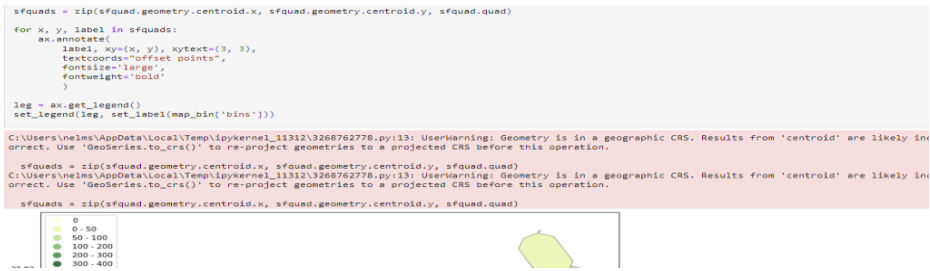 sfquads = zip(sfquad.geometry.centroid.x, sfquad.geometry.centroid.y, sfquad.quad)
for x, y, label in sfquads:
ax.annotate(
label, xy=(x, y), xytext=(3, 3),
textcoords="offset points",
fontsize='large',
fontweight='bold'
)
leg = ax.get_legend()
set_legend(leg, set_label(map_bin['bins']))
C:\Users\nelms\AppData\Local\Temp\ipykernel_11312\3268762778.py:13: UserWarning: Geometry is in a geographic CRS. Results from 'centroid' are likely inc
orrect. Use 'GeoSeries.to_crs()' to re-project geometries to a projected CRS before this operation.
sfquads = zip(sfquad.geometry.centroid.x, sfquad.geometry.centroid.y, sfquad.quad)
C:\Users\nelms\AppData\Local\Temp\ipykernel_11312\3268762778.py:13: UserWarning: Geometry is in a geographic CRS. Results from 'centroid' are likely inc
orrect. Use 'GeoSeries.to_crs()' to re-project geometries to a projected CRS before this operation.
sfquads = zip(sfquad.geometry.centroid.x, sfquad.geometry.centroid.y, sfquad.quad)
0
0 - 50
50 - 100
100 - 200
200 - 300
300 - 400